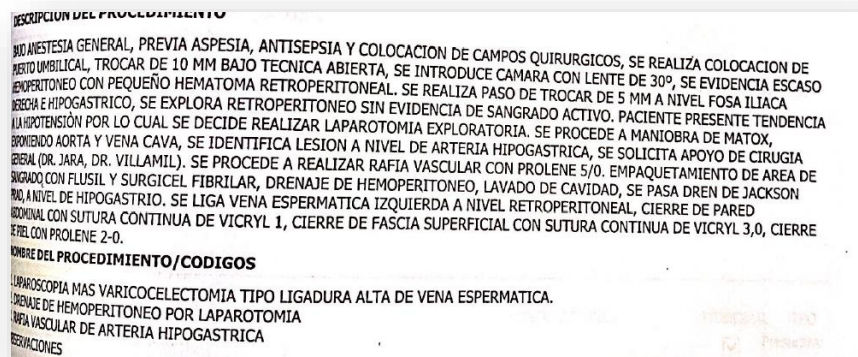 DESCRIPCION DEL PROCEDIMIENTO
BAJO ANESTESIA GENERAL, PREVIA ASPESIA, ANTISEPSIA Y COLOCACION DE CAMPOS QUIRURGICOS, SE REALIZA COLOCACION DE
PUERTO UMBILICAL, TROCAR DE 10 MM BAJO TECNICA ABIERTA, SE INTRODUCE CAMARA CON LENTE DE 30º, SE EVIDENCIA ESCASO
HEMOPERITONEO CON PEQUEÑO HEMATOMA RETROPERITONEAL. SE REALIZA PASO DE TROCAR DE 5 MM A NIVEL FOSA ILIACA
DERECHA E HIPOGASTRICO, SE EXPLORA RETROPERITONEO SIN EVIDENCIA DE SANGRADO ACTIVO. PACIENTE PRESENTE TENDENCIA
A LA HIPOTENSIÒN POR LO CUAL SE DECIDE REALIZAR LAPAROTOMIA EXPLORATORIA. SE PROCEDE A MANIOBRA DE MATOX,
EXPONIENDO AORTA Y VENA CAVA, SE IDENTIFICA LESION A NIVEL DE ARTERIA HIPOGASTRICA, SE SOLICITA APOYO DE CIRUGIA
GENERAL (DR. JARA, DR. VILLAMIL). SE PROCEDE A REALIZAR RAFIA VASCULAR CON PROLENE 5/0. EMPAQUETAMIENTO DE AREA DE
SANGRADO CON FLUSIL Y SURGICEL FIBRILAR, DRENAJE DE HEMOPERITONEO, LAVADO DE CAVIDAD, SE PASA DREN DE JACKSON
PRAD, A NIVEL DE HIPOGASTRIO. SE LIGA VENA ESPERMATICA IZQUIERDA A NIVEL RETROPERITONEAL, CIERRE DE PARED
ABDOMINAL CON SUTURA CONTINUA DE VICRYL 1, CIERRE DE FASCIA SUPERFICIAL CON SUTURA CONTINUA DE VICRYL 3,0, CIERRE
DE PIEL CON PROLENE 2-0.
NOMBRE DEL PROCEDIMIENTO/CODIGOS
LAPAROSCOPIA MAS VARICOCELECTOMIA TIPO LIGADURA ALTA DE VENA ESPERMATICA.
DRENAJE DE HEMOPERITONEO POR LAPAROTOMIA
RAFIA VASCULAR DE ARTERIA HIPOGASTRICA
OBSERVACIONES